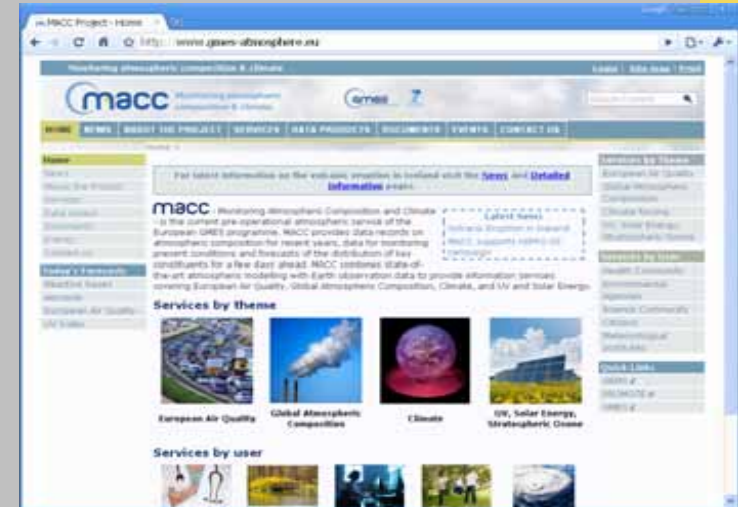 MACC Project - Home
http://www.gmes-atmosphere.eu
Monitoring atmospheric composition & climate
Login | Site map | Print
macc Monitoring atmospheric composition & climate
gmes
HOME NEWS ABOUT THE PROJECT SERVICES DATA PRODUCTS DOCUMENTS EVENTS CONTACT US
Home >
Home
News
About the Project
Services
Contact us
Today's Forecasts
Reactive Gases
Aerosols
European Air Quality
UV Index
For latest information on the volcanic eruption in Iceland visit the News and Detailed
Information pages.
macc - Monitoring Atmospheric Composition and Climate
- is the current pre-operational atmospheric service of the
European GMES programme. MACC provides data records on
atmospheric composition for recent years, data for monitoring
present conditions and forecasts of the distribution of key
constituents for a few days ahead. MACC combines state-of-
the-art atmospheric modelling with Earth observation data to provide information services
covering European Air Quality, Global Atmospheric Composition, Climate, and UV and Solar Energy.
Latest News
Volcanic Eruption in Iceland
MACC supports
campaign
Services by theme
European Air Quality
Global Atmospheric
Composition
Climate
UV, Solar Energy,
Stratospheric Ozone
Services by user
Services by Theme
European Air Quality
Global Atmospheric
Composition
Climate Forcing
UV, Solar Energy,
Stratospheric Ozone
Services by User
Health Community
Environmental
Agencies
Science Community
Citizens
Meteorological
Institutes
Quick Links
GMES